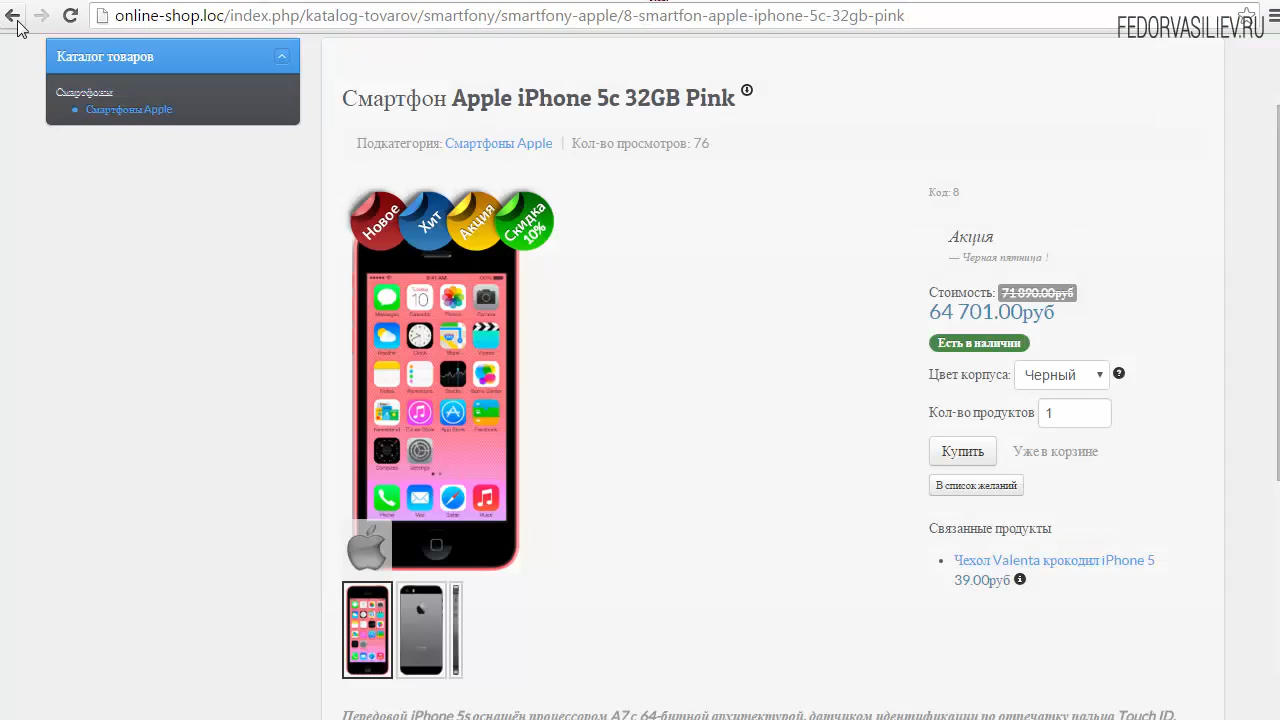 online-shop.loc/index.php/katalog-tovarov/smartfony/smartfony-apple/8-smartfon-apple-iphone-5c-32gb-pink
FEDORVASILIEV.RU
Каталог товаров
Смартфоны
Смартфоны Apple
Смартфон Apple iPhone 5c 32GB Pink
Подкатегория: Смартфоны Apple | Кол-во просмотров: 76
Новое
Хит
Акция
Скидка 10%
Код: 8
Акция
— Черная пятница !
Стоимость: 71 890.00руб
64 701.00руб
Есть в наличии
Цвет корпуса: Черный
Кол-во продуктов 1
Купить Уже в корзине
В список желаний
Связанные продукты
Чехол Valenta крокодил iPhone 5
39.00руб
Передовой iPhone 5s оснащён процессором A7 с 64-битной архитектурой, датчиком идентификации по отпечатку пальца Touch ID,